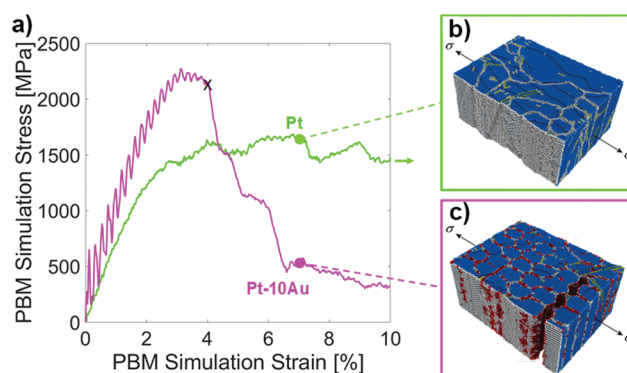 a)
PBM Simulation Stress [MPa]
2500
2000
1500
1000
500
0
X
Pt
Pt-10Au
0
2
4
6
8
10
PBM Simulation Strain [%]
b)
σ
c)
σ